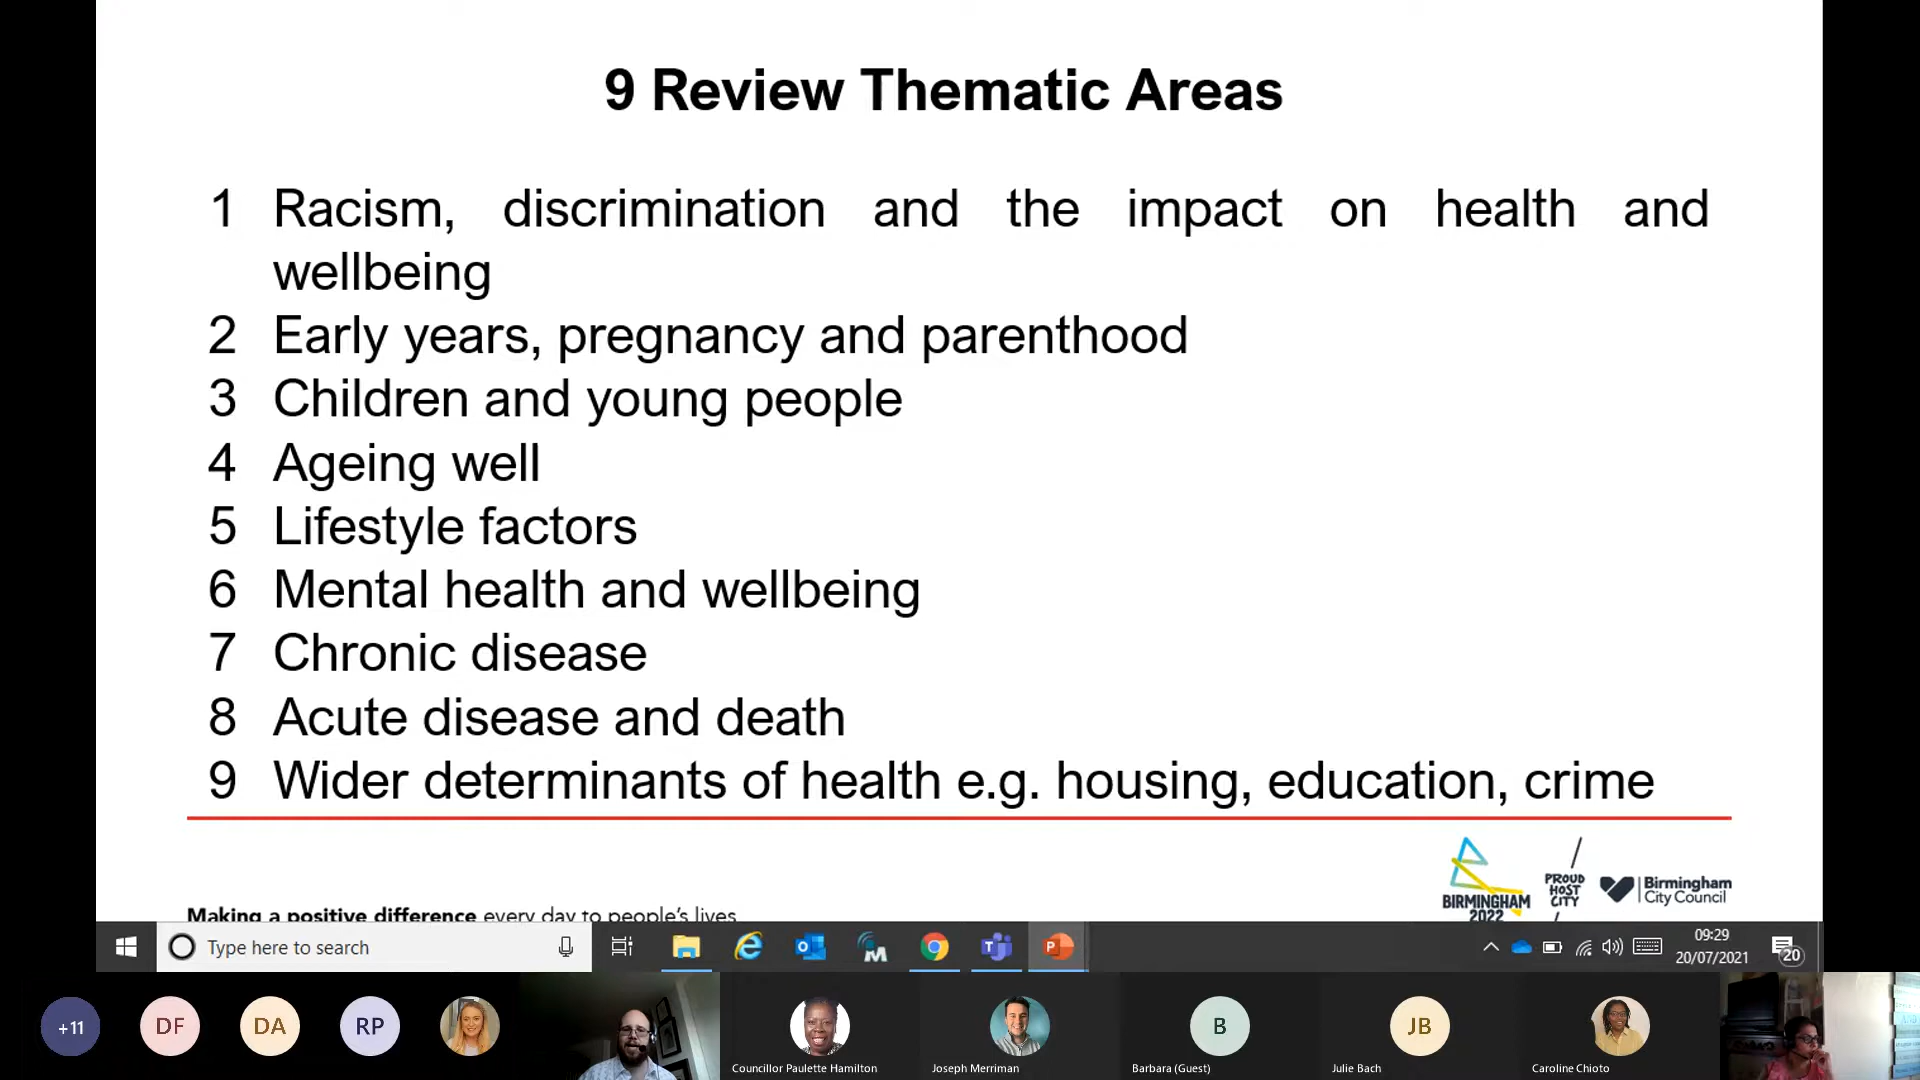 9 Review Thematic Areas
1 Racism, discrimination and the impact on health and
wellbeing
2 Early years, pregnancy and parenthood
3 Children and young people
4 Ageing well
5 Lifestyle factors
6 Mental health and wellbeing
7 Chronic disease
8 Acute disease and death
9 Wider determinants of health e.g. housing, education, crime
BIRMINGHAM
2022
PROUD
HOST
CITY
Birmingham
City Council
Making a positive difference every day to people's lives
Type here to search
09:29
20/07/2021
20
+11
DF
DA
RP
B
JB
Councillor Paulette Hamilton
Joseph Merriman
Barbara (Guest)
Julie Bach
Caroline Chioto